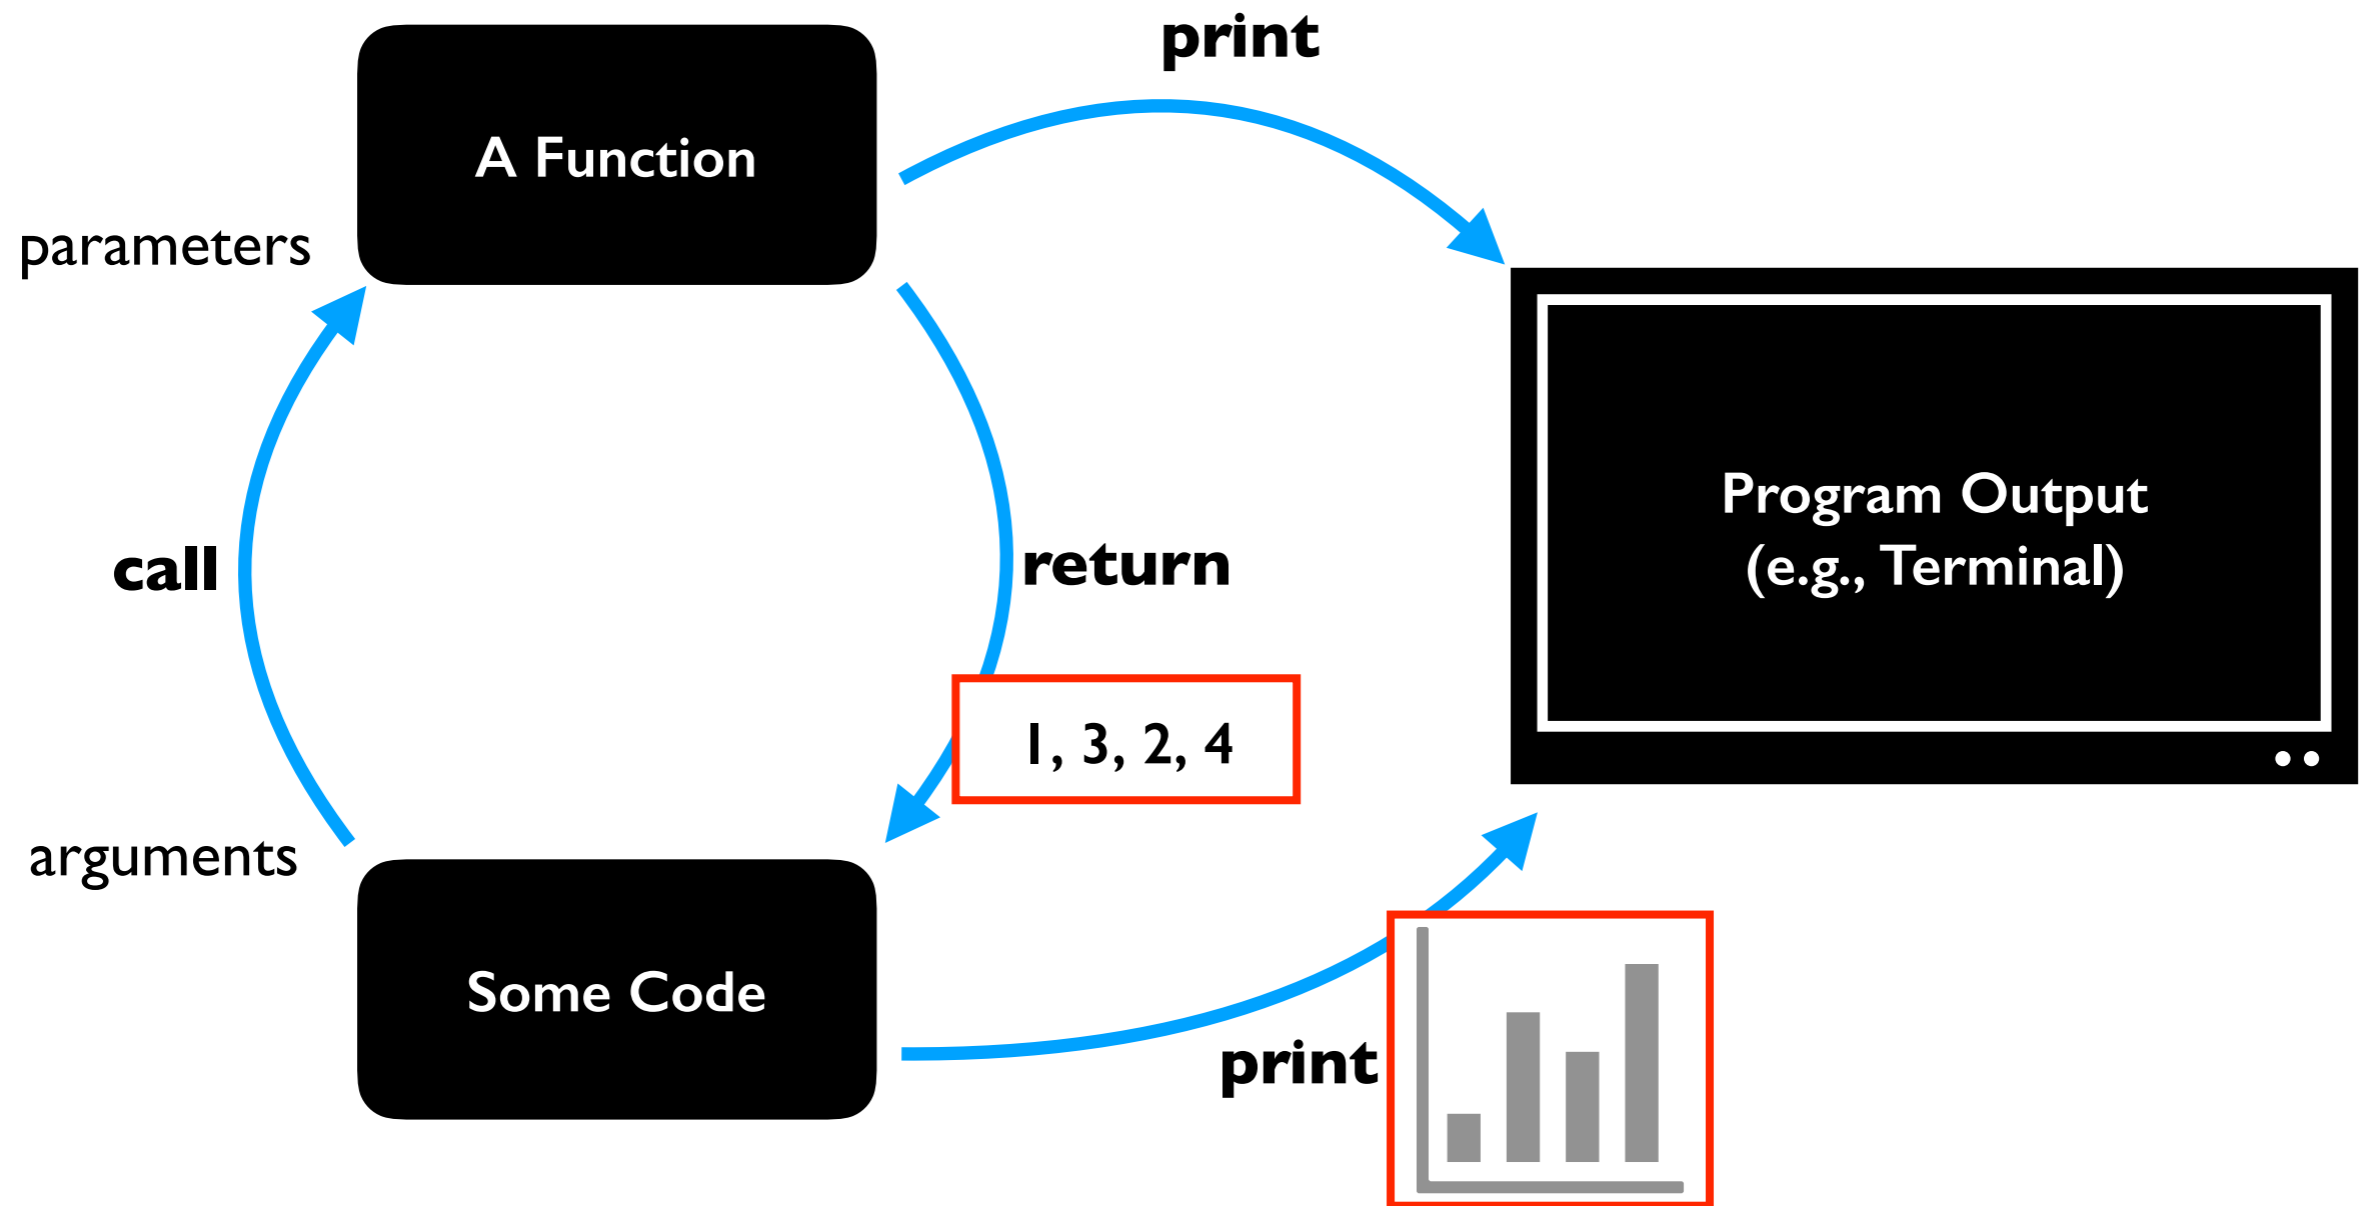 print
A Function
parameters
Program Output
(e.g., Terminal)
call
return
1, 3, 2, 4
arguments
Some Code
print